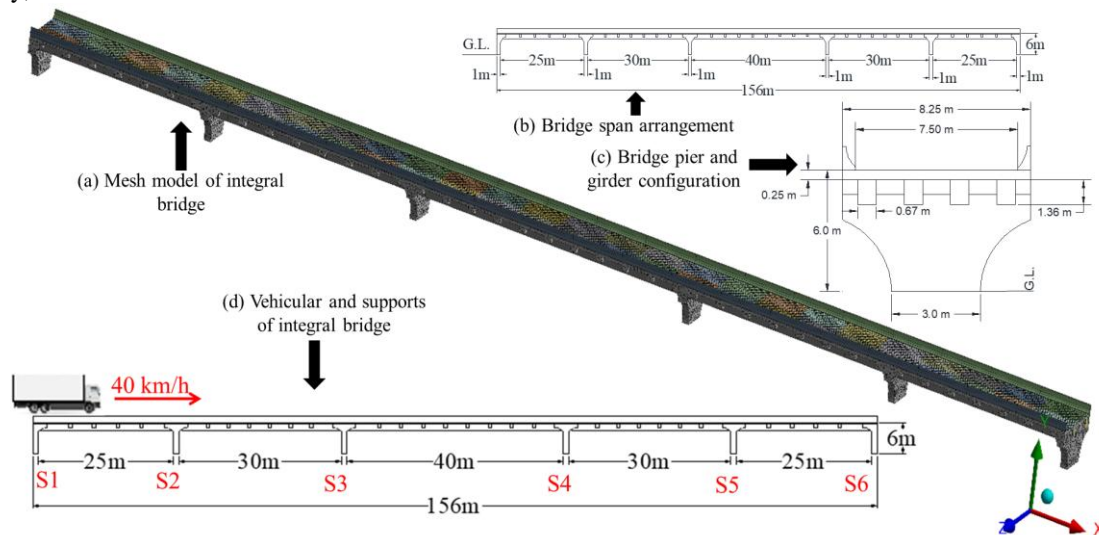 y,
G.L.
25m
30m
40m
30m
25m
6m
1m
1m
1m
1m
1m
1m
156m
(b) Bridge span arrangement
(c) Bridge pier and
girder configuration
8.25 m
7.50 m
0.25 m
0.67 m
1.36 m
6.0 m
G.L.
3.0 m
(a) Mesh model of integral
bridge
(d) Vehicular and supports
of integral bridge
40 km/h
25m
30m
40m
30m
25m
6m
S1
S2
S3
S4
S5
S6
156m
Y
Z
X